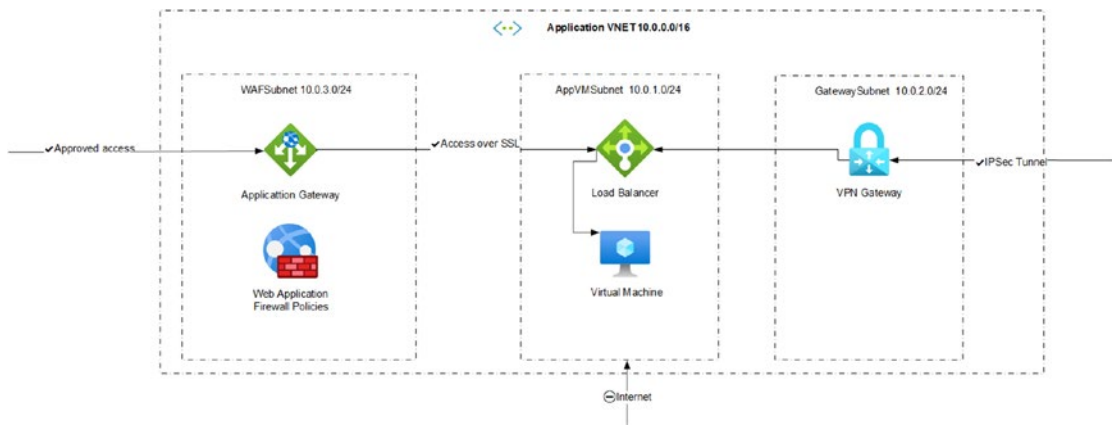 Application VNET10.0.0.0/16
WAFSubnet 10.0.3.0/24
AppVMSubnet 10.0.1.0/24
GatewaySubnet 10.0.2.0/24
Approved access
Access over SSL
IPSec Tunnel
Applicattion Gateway
Load Balancer
VPN Gateway
Web Application
Firewall Policies
Virtual Machine
Internet